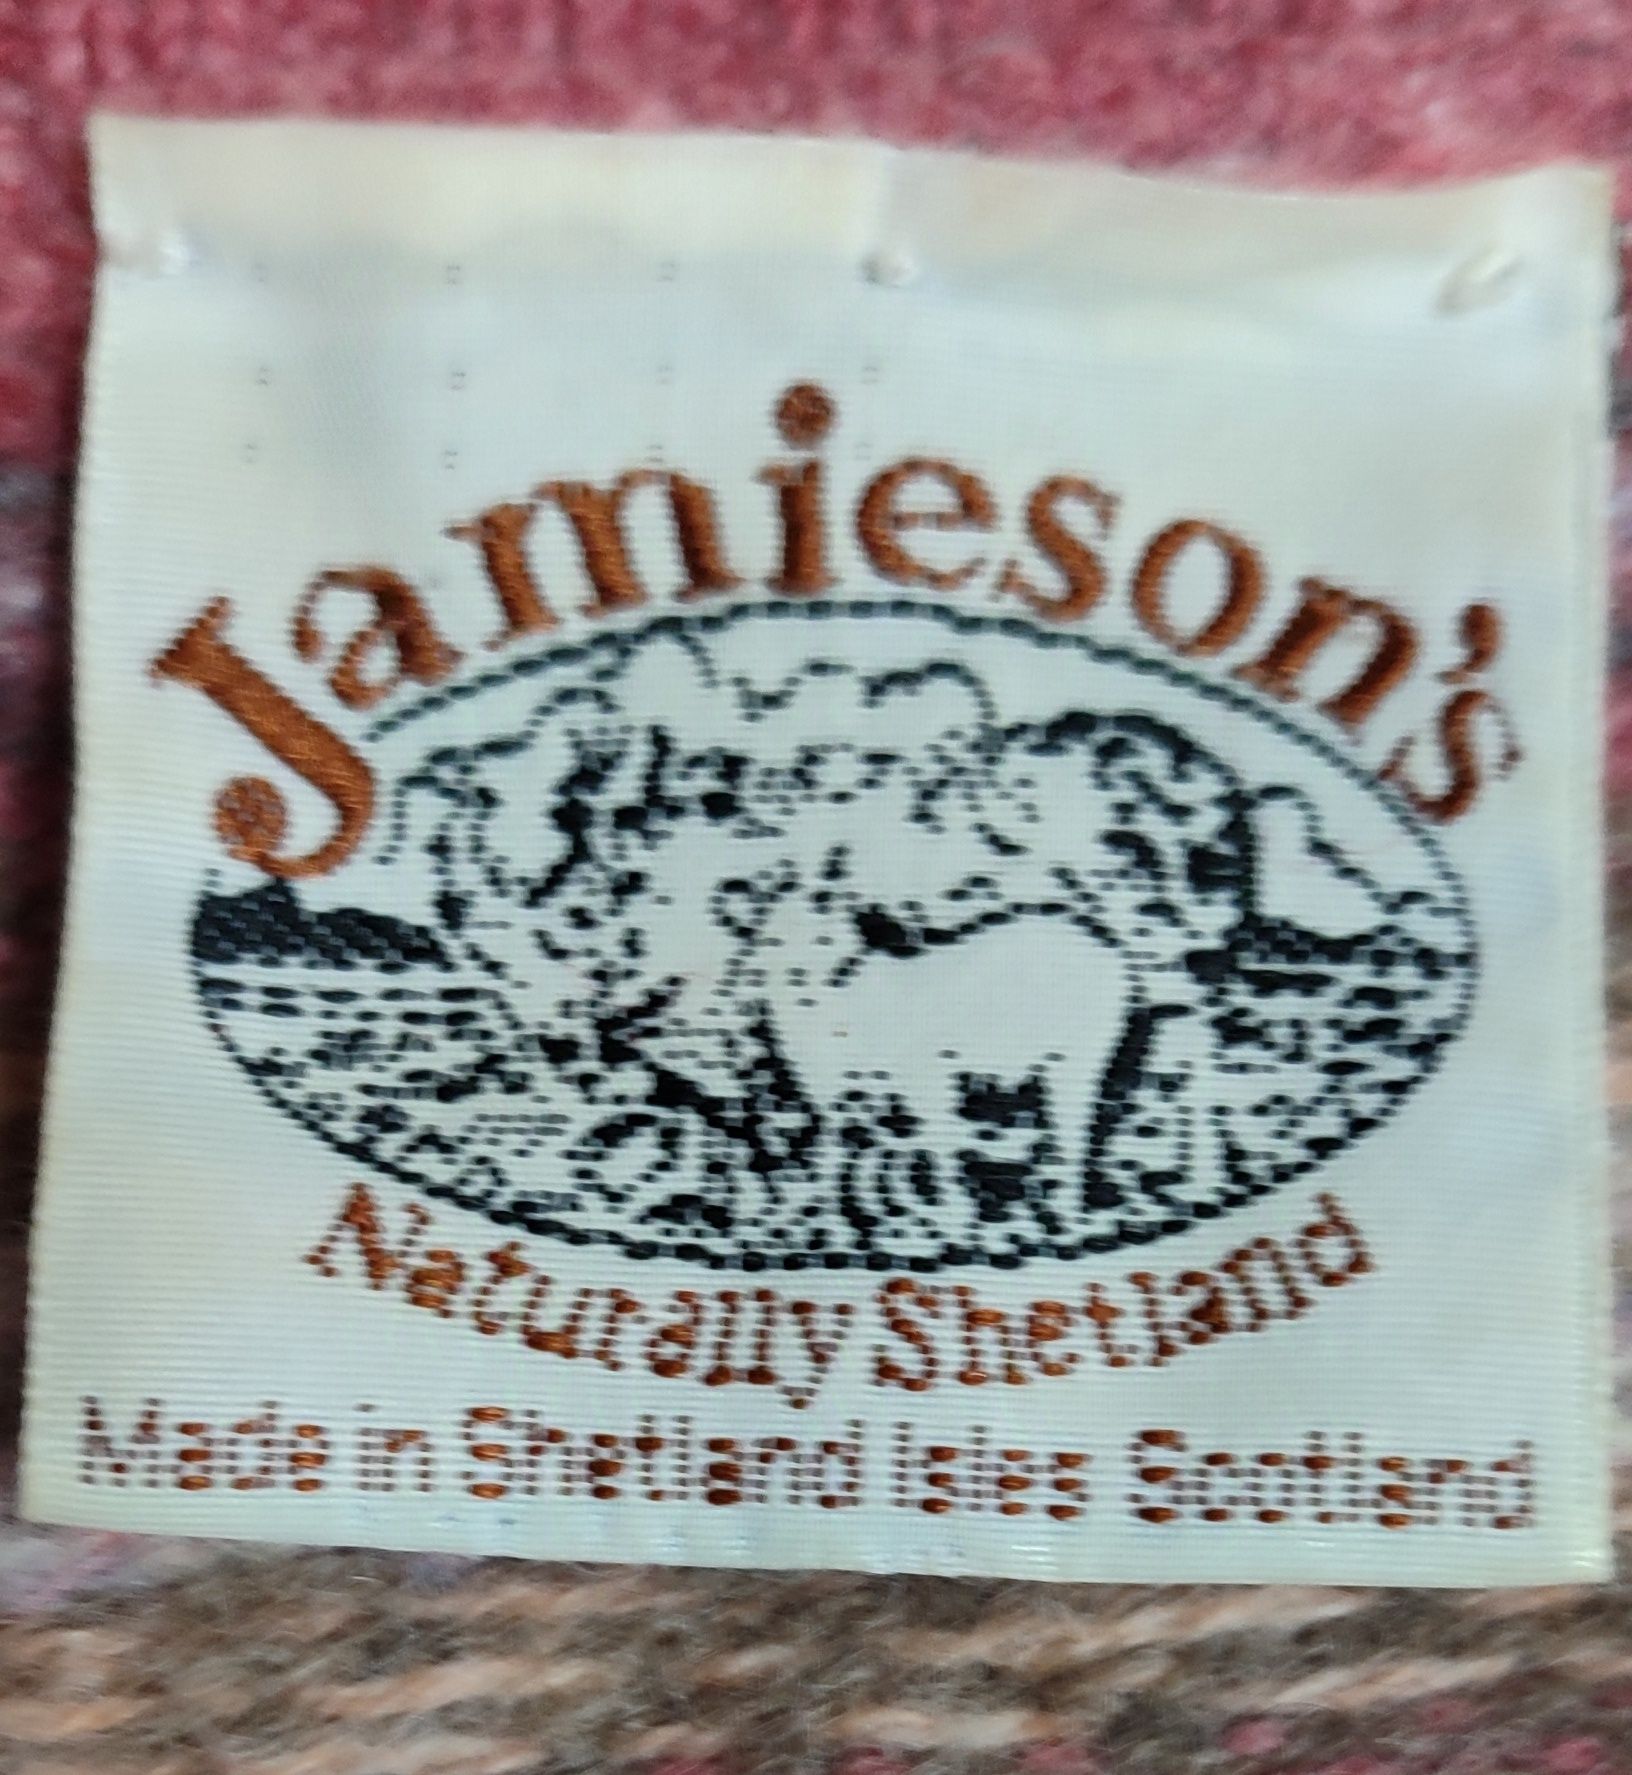 Jamieson's
Naturally Shetland
Made in Shetland Isles Scotland